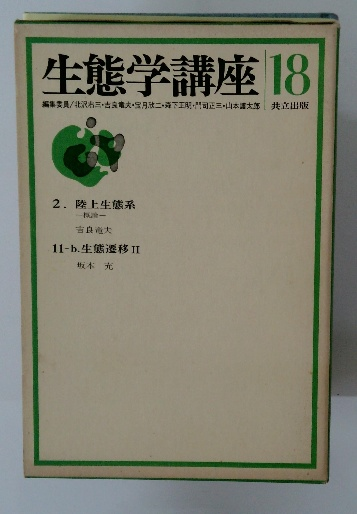 生態学講座 18
編集委員/北沢右三・吉良竜夫・宝月欣二・森下正明・門司正三・山本護太郎 共立出版
2. 陸上生態系
—概論—
吉良竜夫
11-b.生態遷移 II
坂本 充